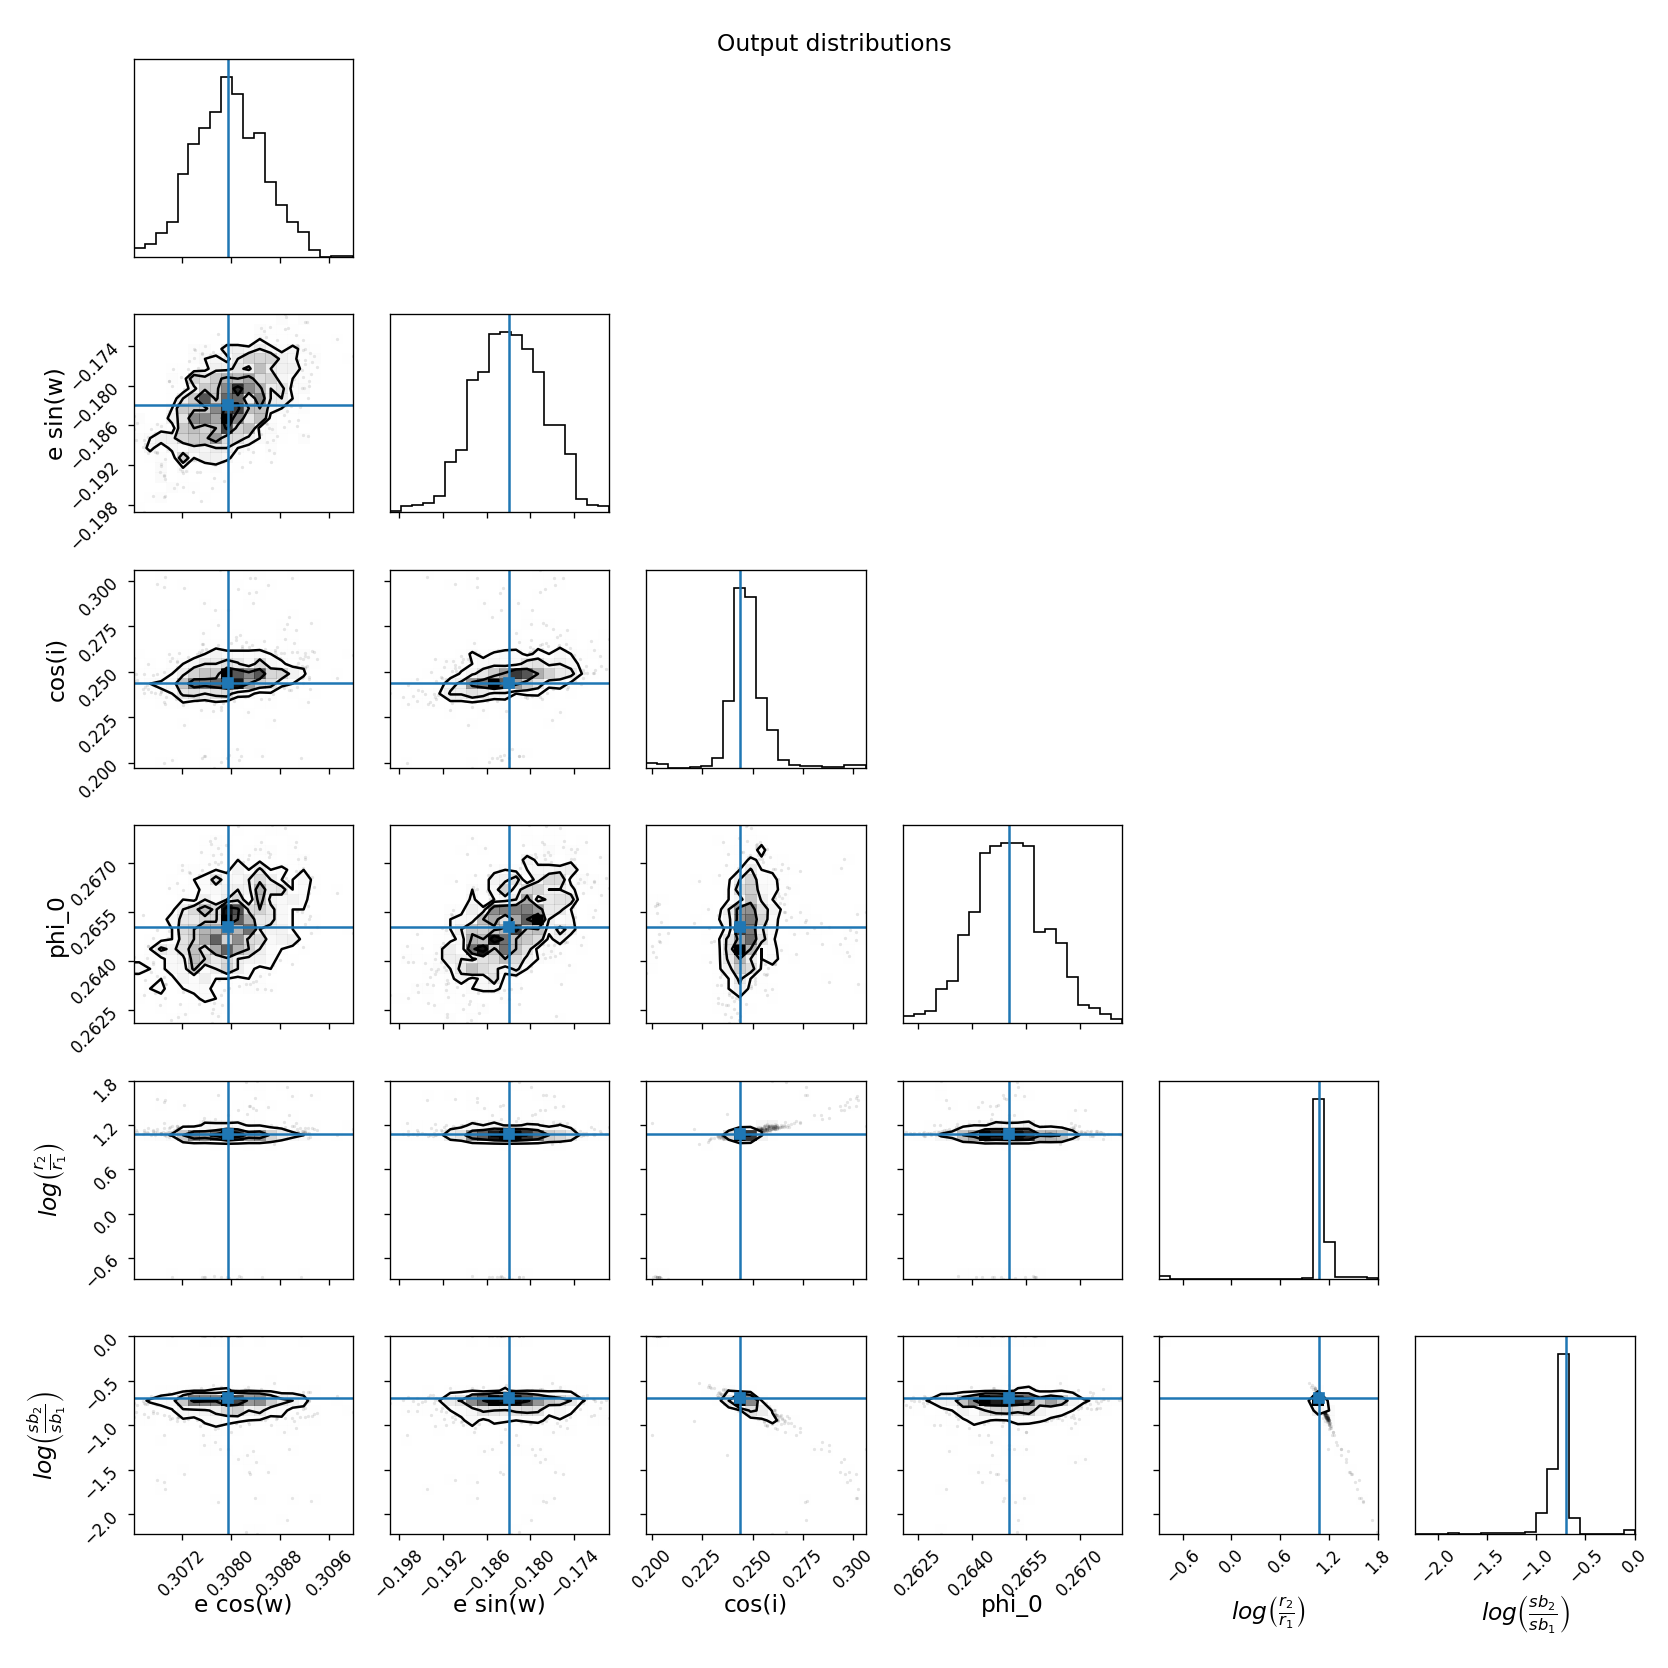 Output distributions
e sin(w)
−0.174
−0.180
−0.186
−0.192
−0.198
cos(i)
0.300
0.275
0.250
0.225
0.200
phi_0
0.2670
0.2655
0.2640
0.2625
log(r2/r1)
1.8
1.2
0.6
0.0
−0.6
log(sb2/sb1)
0.0
−0.5
−1.0
−1.5
−2.0
0.3072 0.3080 0.3088 0.3096
−0.198 −0.192 −0.186 −0.180 −0.174
0.200 0.225 0.250 0.275 0.300
0.2625 0.2640 0.2655 0.2670
−0.6 0.0 0.6 1.2 1.8
−2.0 −1.5 −1.0 −0.5 0.0
e cos(w)
e sin(w)
cos(i)
phi_0
log(r2/r1)
log(sb2/sb1)